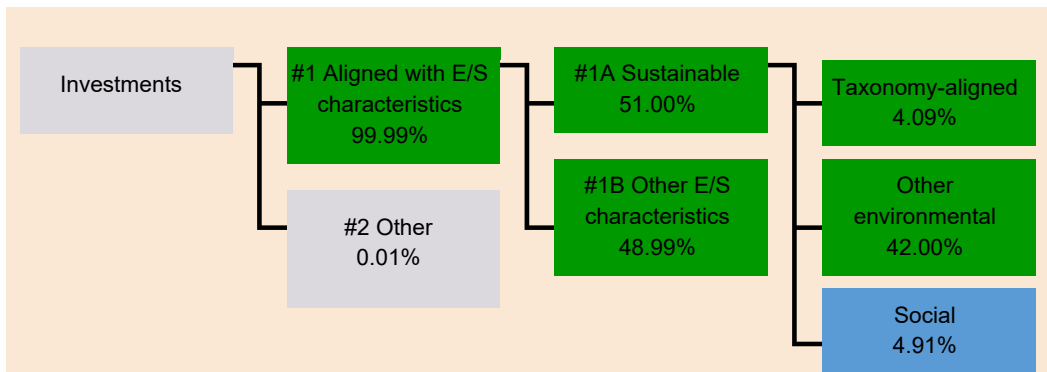 Investments
#1 Aligned with E/S
characteristics
99.99%
#2 Other
0.01%
#1A Sustainable
51.00%
#1B Other E/S
characteristics
48.99%
Taxonomy-aligned
4.09%
Other
environmental
42.00%
Social
4.91%